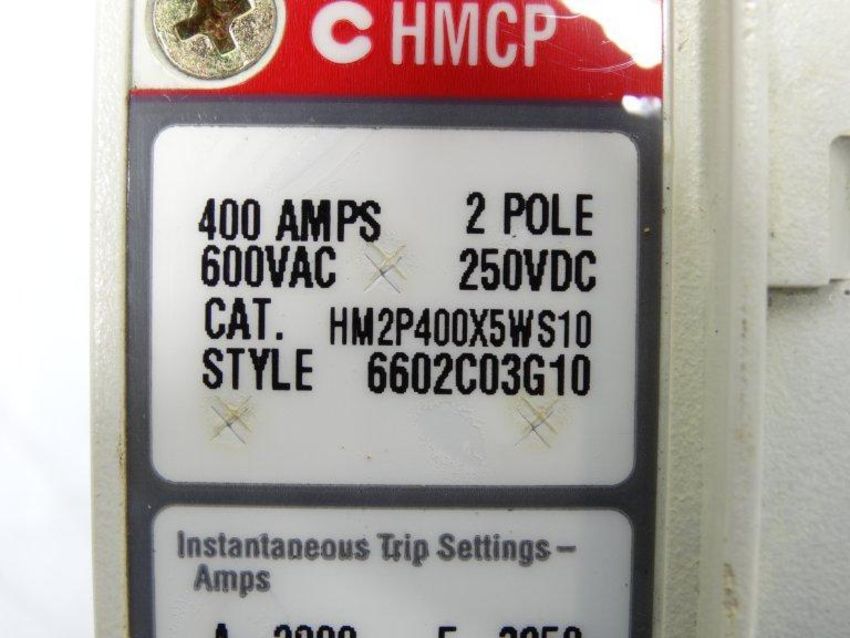 C HMCP
400 AMPS 2 POLE
600VAC 250VDC
CAT. HM2P400X5WS10
STYLE 6602C03G10
Instantaneous Trip Settings –
Amps